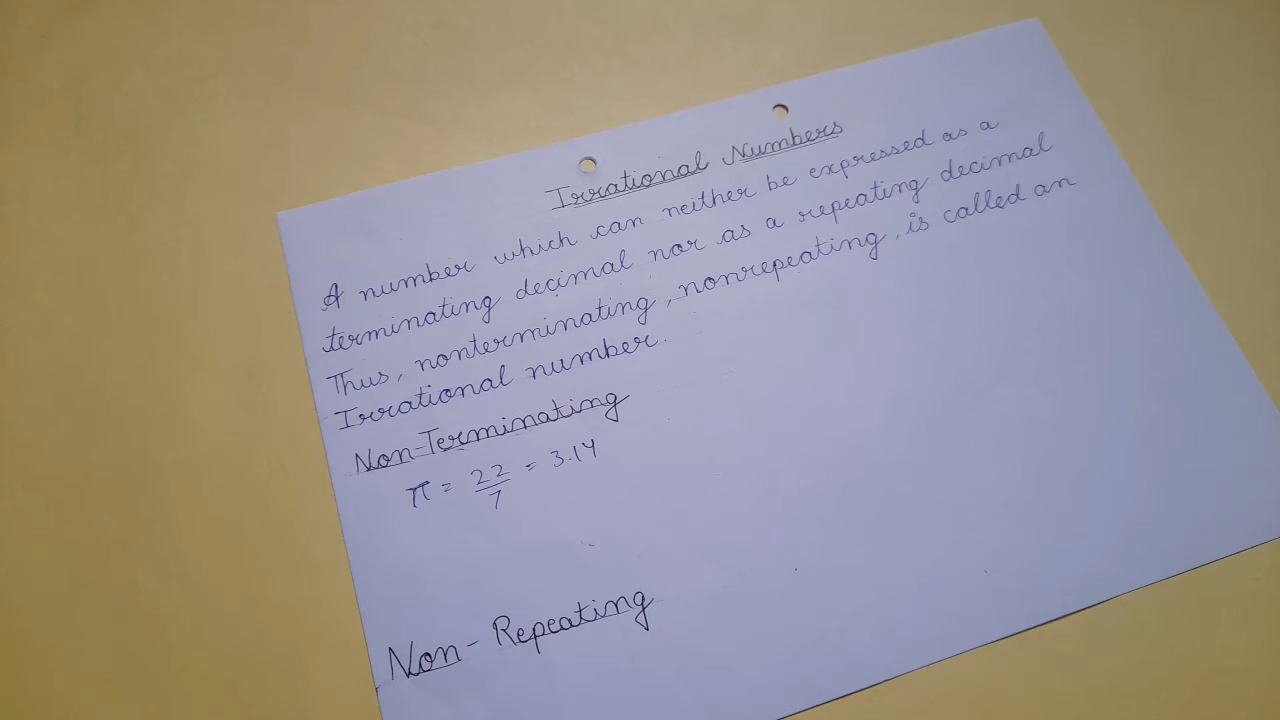 Irrational Numbers
A number which can neither be expressed as a
terminating decimal nor as a repeating decimal
Thus, nonterminating, nonrepeating, is called an
Irrational number.
Non-Terminating
π = 22/7 = 3.14
Non-Repeating